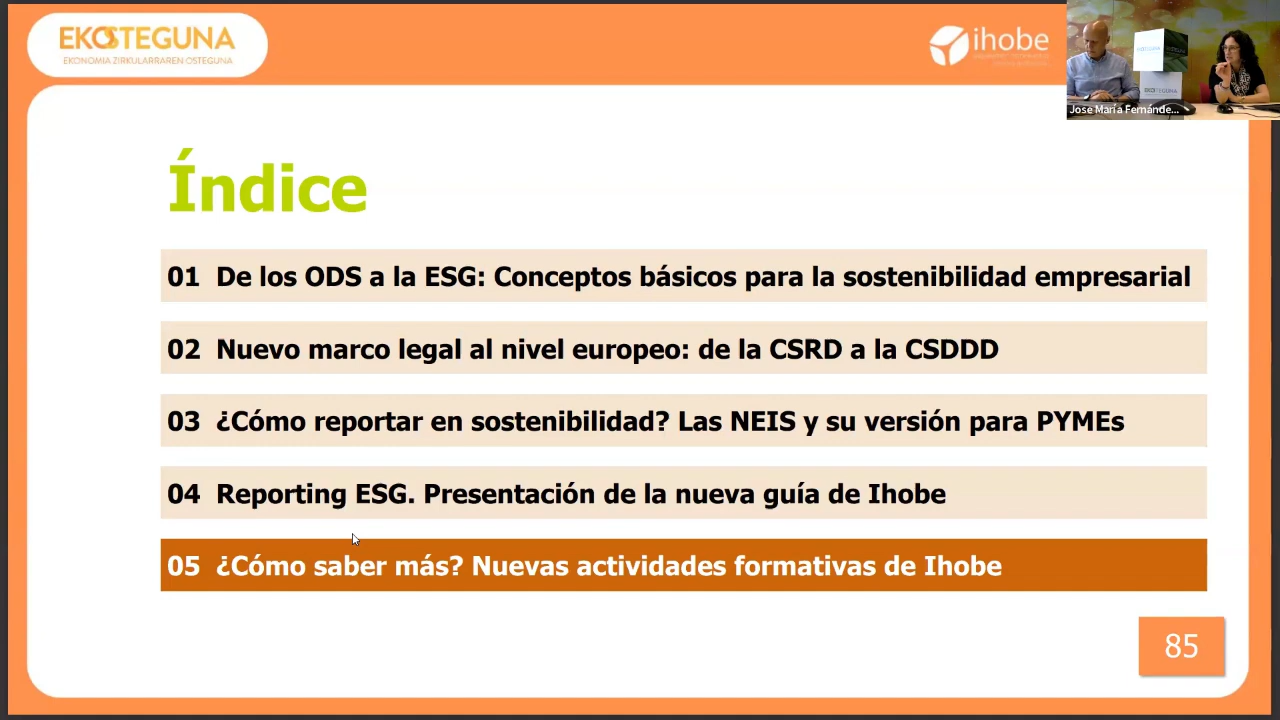 EKOSTEGUNA
EKONOMIA ZIRKULARRAREN OSTEGUNA
ihobe
Jose María Fernánde...
EKOSTEGUNA
Índice
01 De los ODS a la ESG: Conceptos básicos para la sostenibilidad empresarial
02 Nuevo marco legal al nivel europeo: de la CSRD a la CSDDD
03 ¿Cómo reportar en sostenibilidad? Las NEIS y su versión para PYMEs
04 Reporting ESG. Presentación de la nueva guía de Ihobe
05 ¿Cómo saber más? Nuevas actividades formativas de Ihobe
85